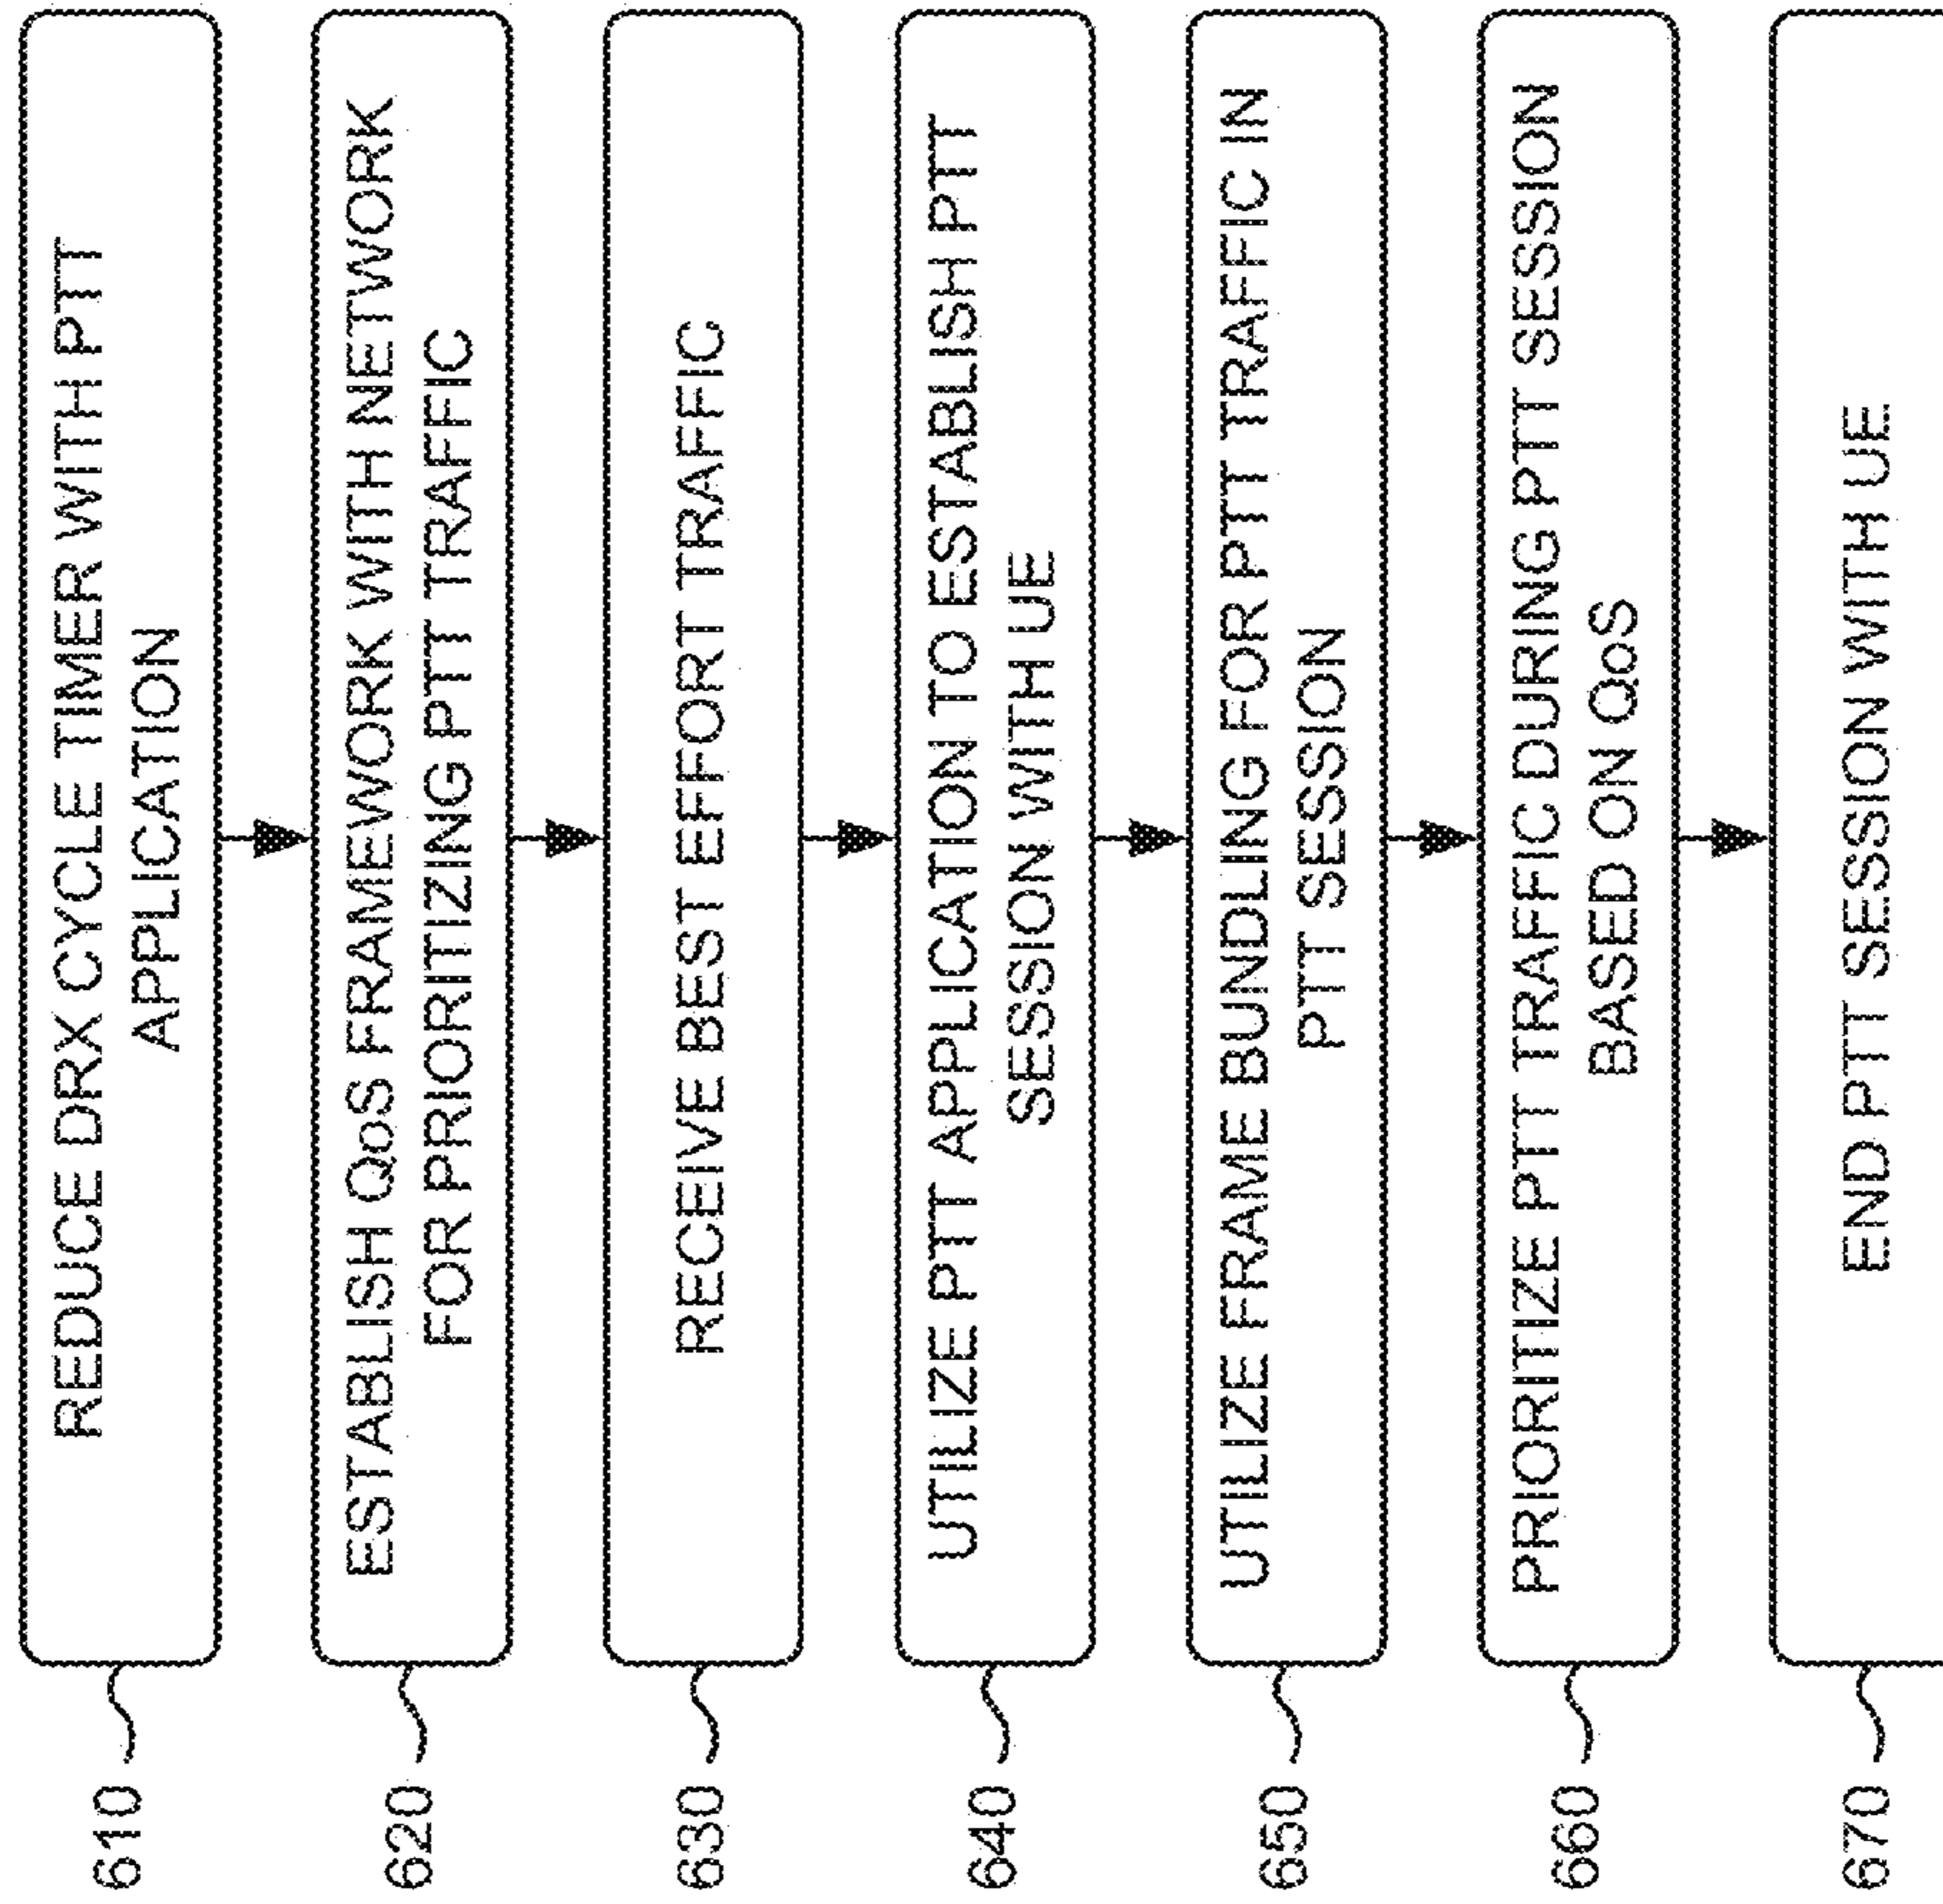 610
REDUCE DRX CYCLE TIMER WITH PTT
APPLICATION
620
ESTABLISH QoS FRAMEWORK WITH NETWORK
FOR PRIORITIZING PTT TRAFFIC
630
RECEIVE BEST EFFORT TRAFFIC
640
UTILIZE PTT APPLICATION TO ESTABLISH PTT
SESSION WITH UE
650
UTILIZE FRAME BUNDLING FOR PTT TRAFFIC IN
PTT SESSION
660
PRIORITIZE PTT TRAFFIC DURING PTT SESSION
BASED ON QoS
670
END PTT SESSION WITH UE